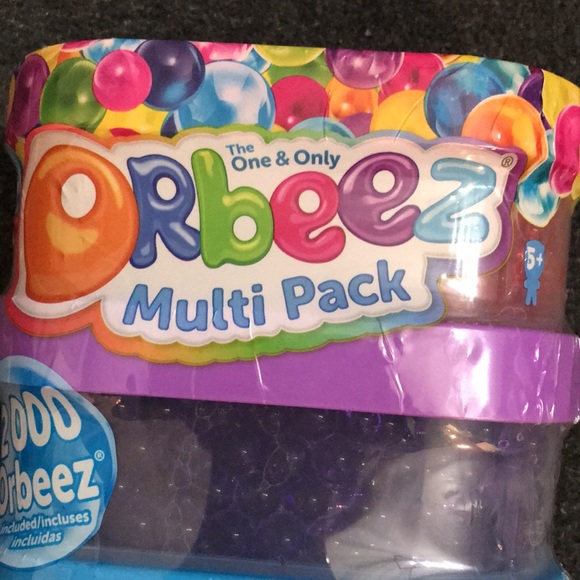 The
One & Only
Orbeez®
Multi Pack
5+
2000
Orbeez®
included/incluses
incluidas